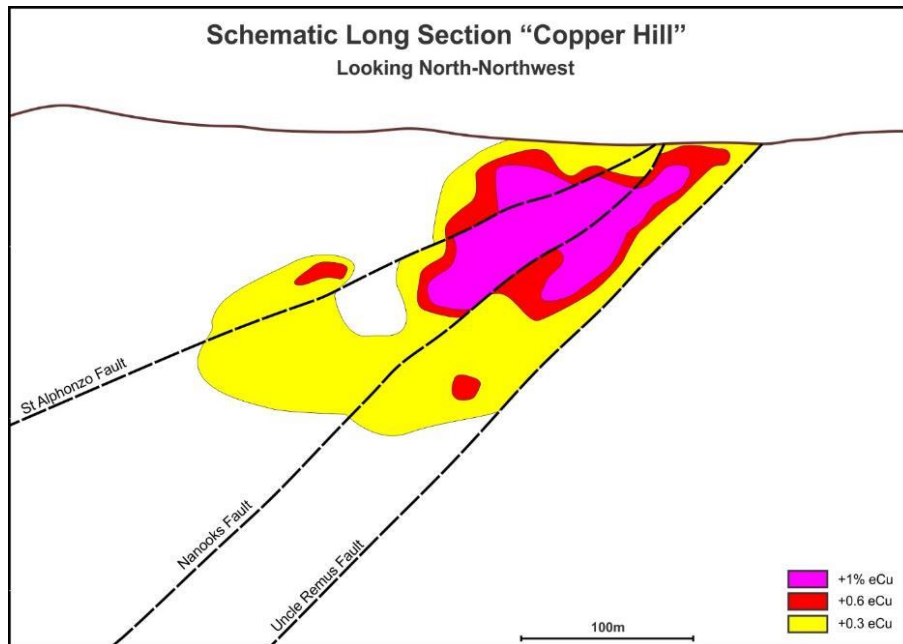 Schematic Long Section “Copper Hill”
Looking North-Northwest
St Alphonzo Fault
Nanooks Fault
Uncle Remus Fault
+1% eCu
+0.6 eCu
+0.3 eCu
100m